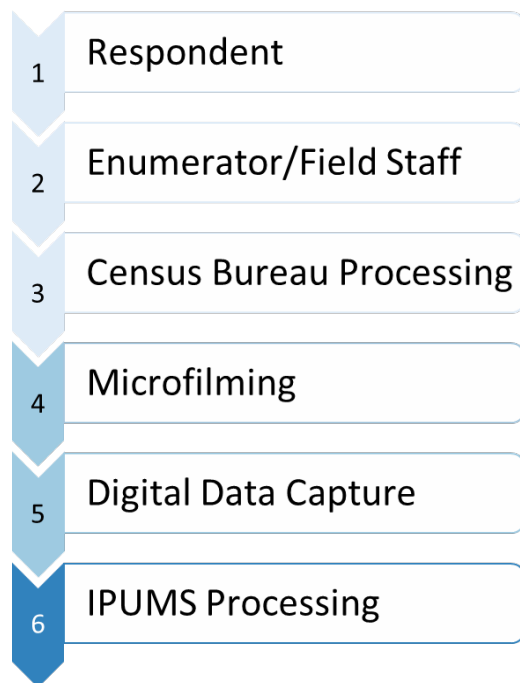 1 Respondent
2 Enumerator/Field Staff
3 Census Bureau Processing
4 Microfilming
5 Digital Data Capture
6 IPUMS Processing